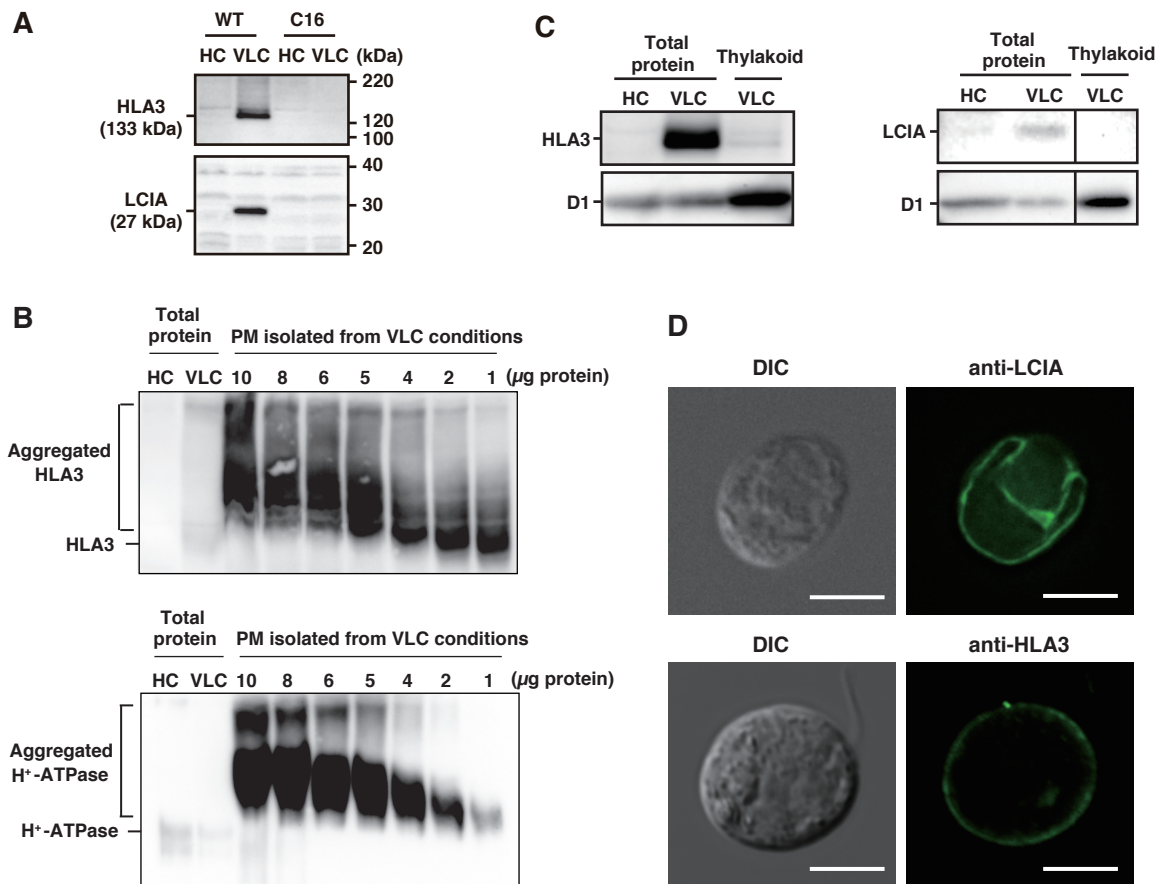 A
WT C16
HC VLC HC VLC (kDa)
220
HLA3
(133 kDa)
120
100
40
LCIA
(27 kDa)
30
20
C
Total
protein
Thylakoid
HC VLC VLC
HLA3
D1
Total
protein
Thylakoid
HC VLC VLC
LCIA
D1
B
Total
protein
PM isolated from VLC conditions
HC VLC 10 8 6 5 4 2 1 (μg protein)
Aggregated
HLA3
HLA3
Total
protein
PM isolated from VLC conditions
HC VLC 10 8 6 5 4 2 1 (μg protein)
Aggregated
H⁺-ATPase
H⁺-ATPase
D
DIC anti-LCIA
DIC anti-HLA3